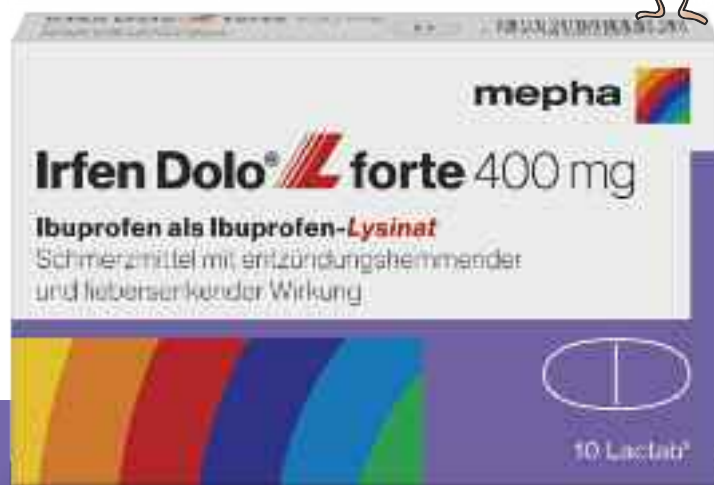 mepha
Irfen Dolo® L forte 400 mg
Ibuprofen als Ibuprofen-Lysinat
Schmerzmittel mit entzündungshemmender
und fiebersenkender Wirkung
10 Lactab®